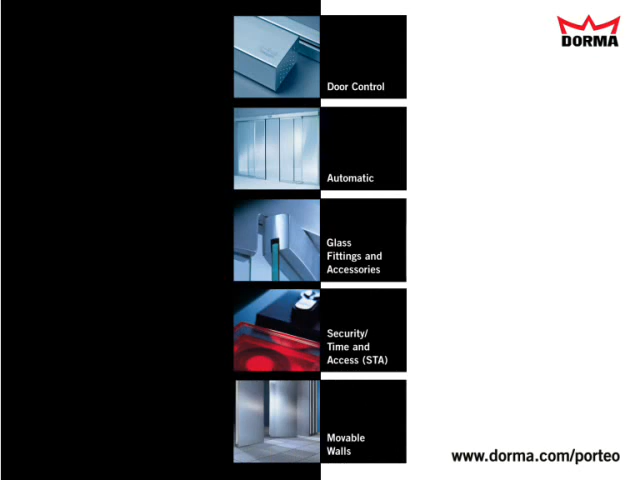 DORMA
Door Control
Automatic
Glass
Fittings and
Accessories
Security/
Time and
Access (STA)
Movable
Walls
www.dorma.com/porteo